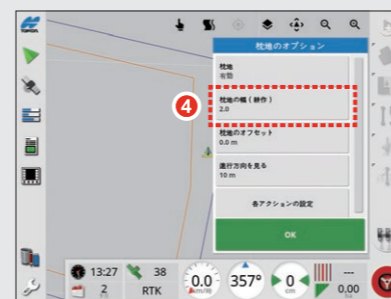 TOPCON
枕地のオプション
枕地
有効
枕地の幅(耕作)
2.0
4
枕地のオフセット
0.0 m
進行方向を見る
10 m
各アクションの設定
OK
13:27
38
2
RTK
0.0
km/h
357°
0
cm
---
0.00